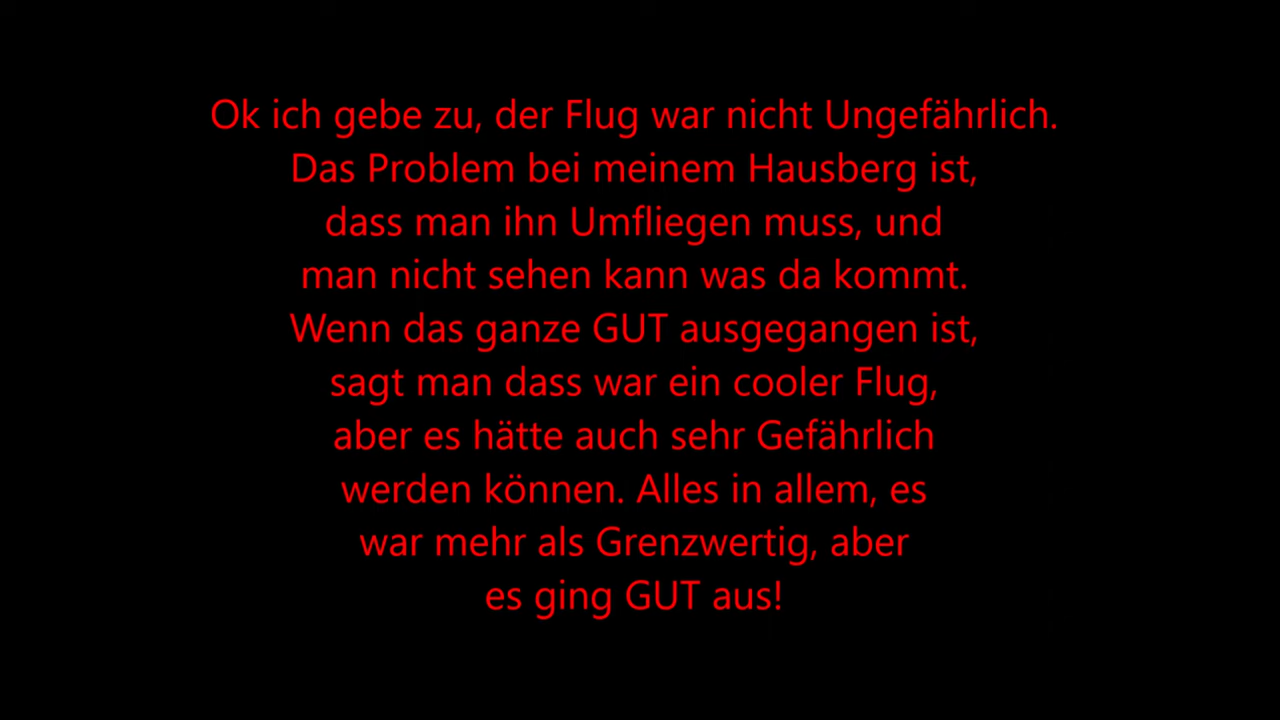 Ok ich gebe zu, der Flug war nicht Ungefährlich.
Das Problem bei meinem Hausberg ist,
dass man ihn Umfliegen muss, und
man nicht sehen kann was da kommt.
Wenn das ganze GUT ausgegangen ist,
sagt man dass war ein cooler Flug,
aber es hätte auch sehr Gefährlich
werden können. Alles in allem, es
war mehr als Grenzwertig, aber
es ging GUT aus!